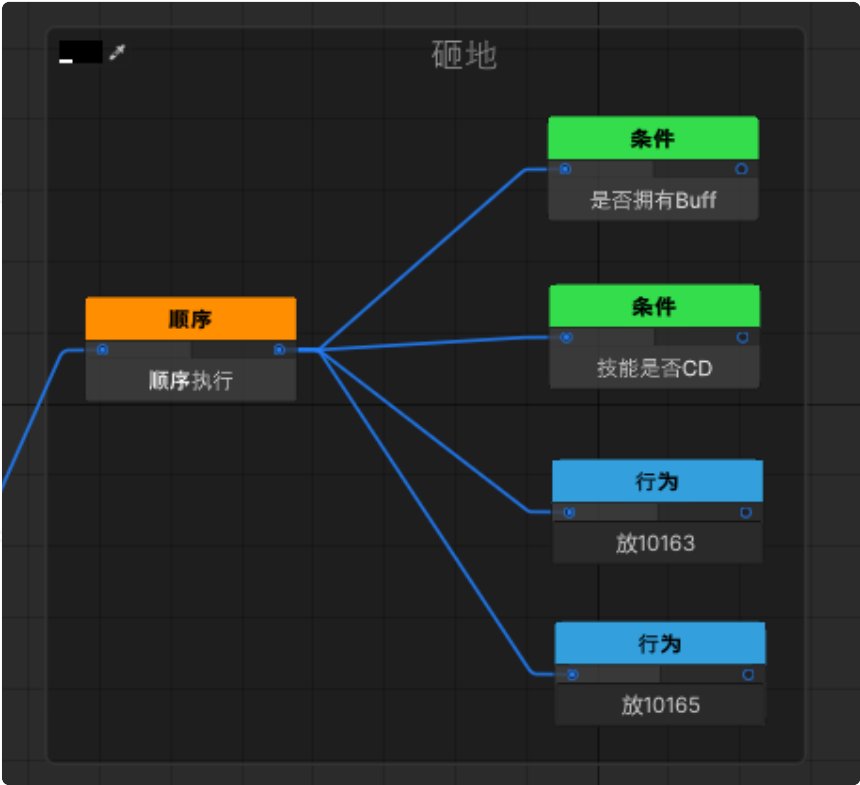 砸地
条件
是否拥有Buff
条件
技能是否CD
顺序
顺序执行
行为
放10163
行为
放10165